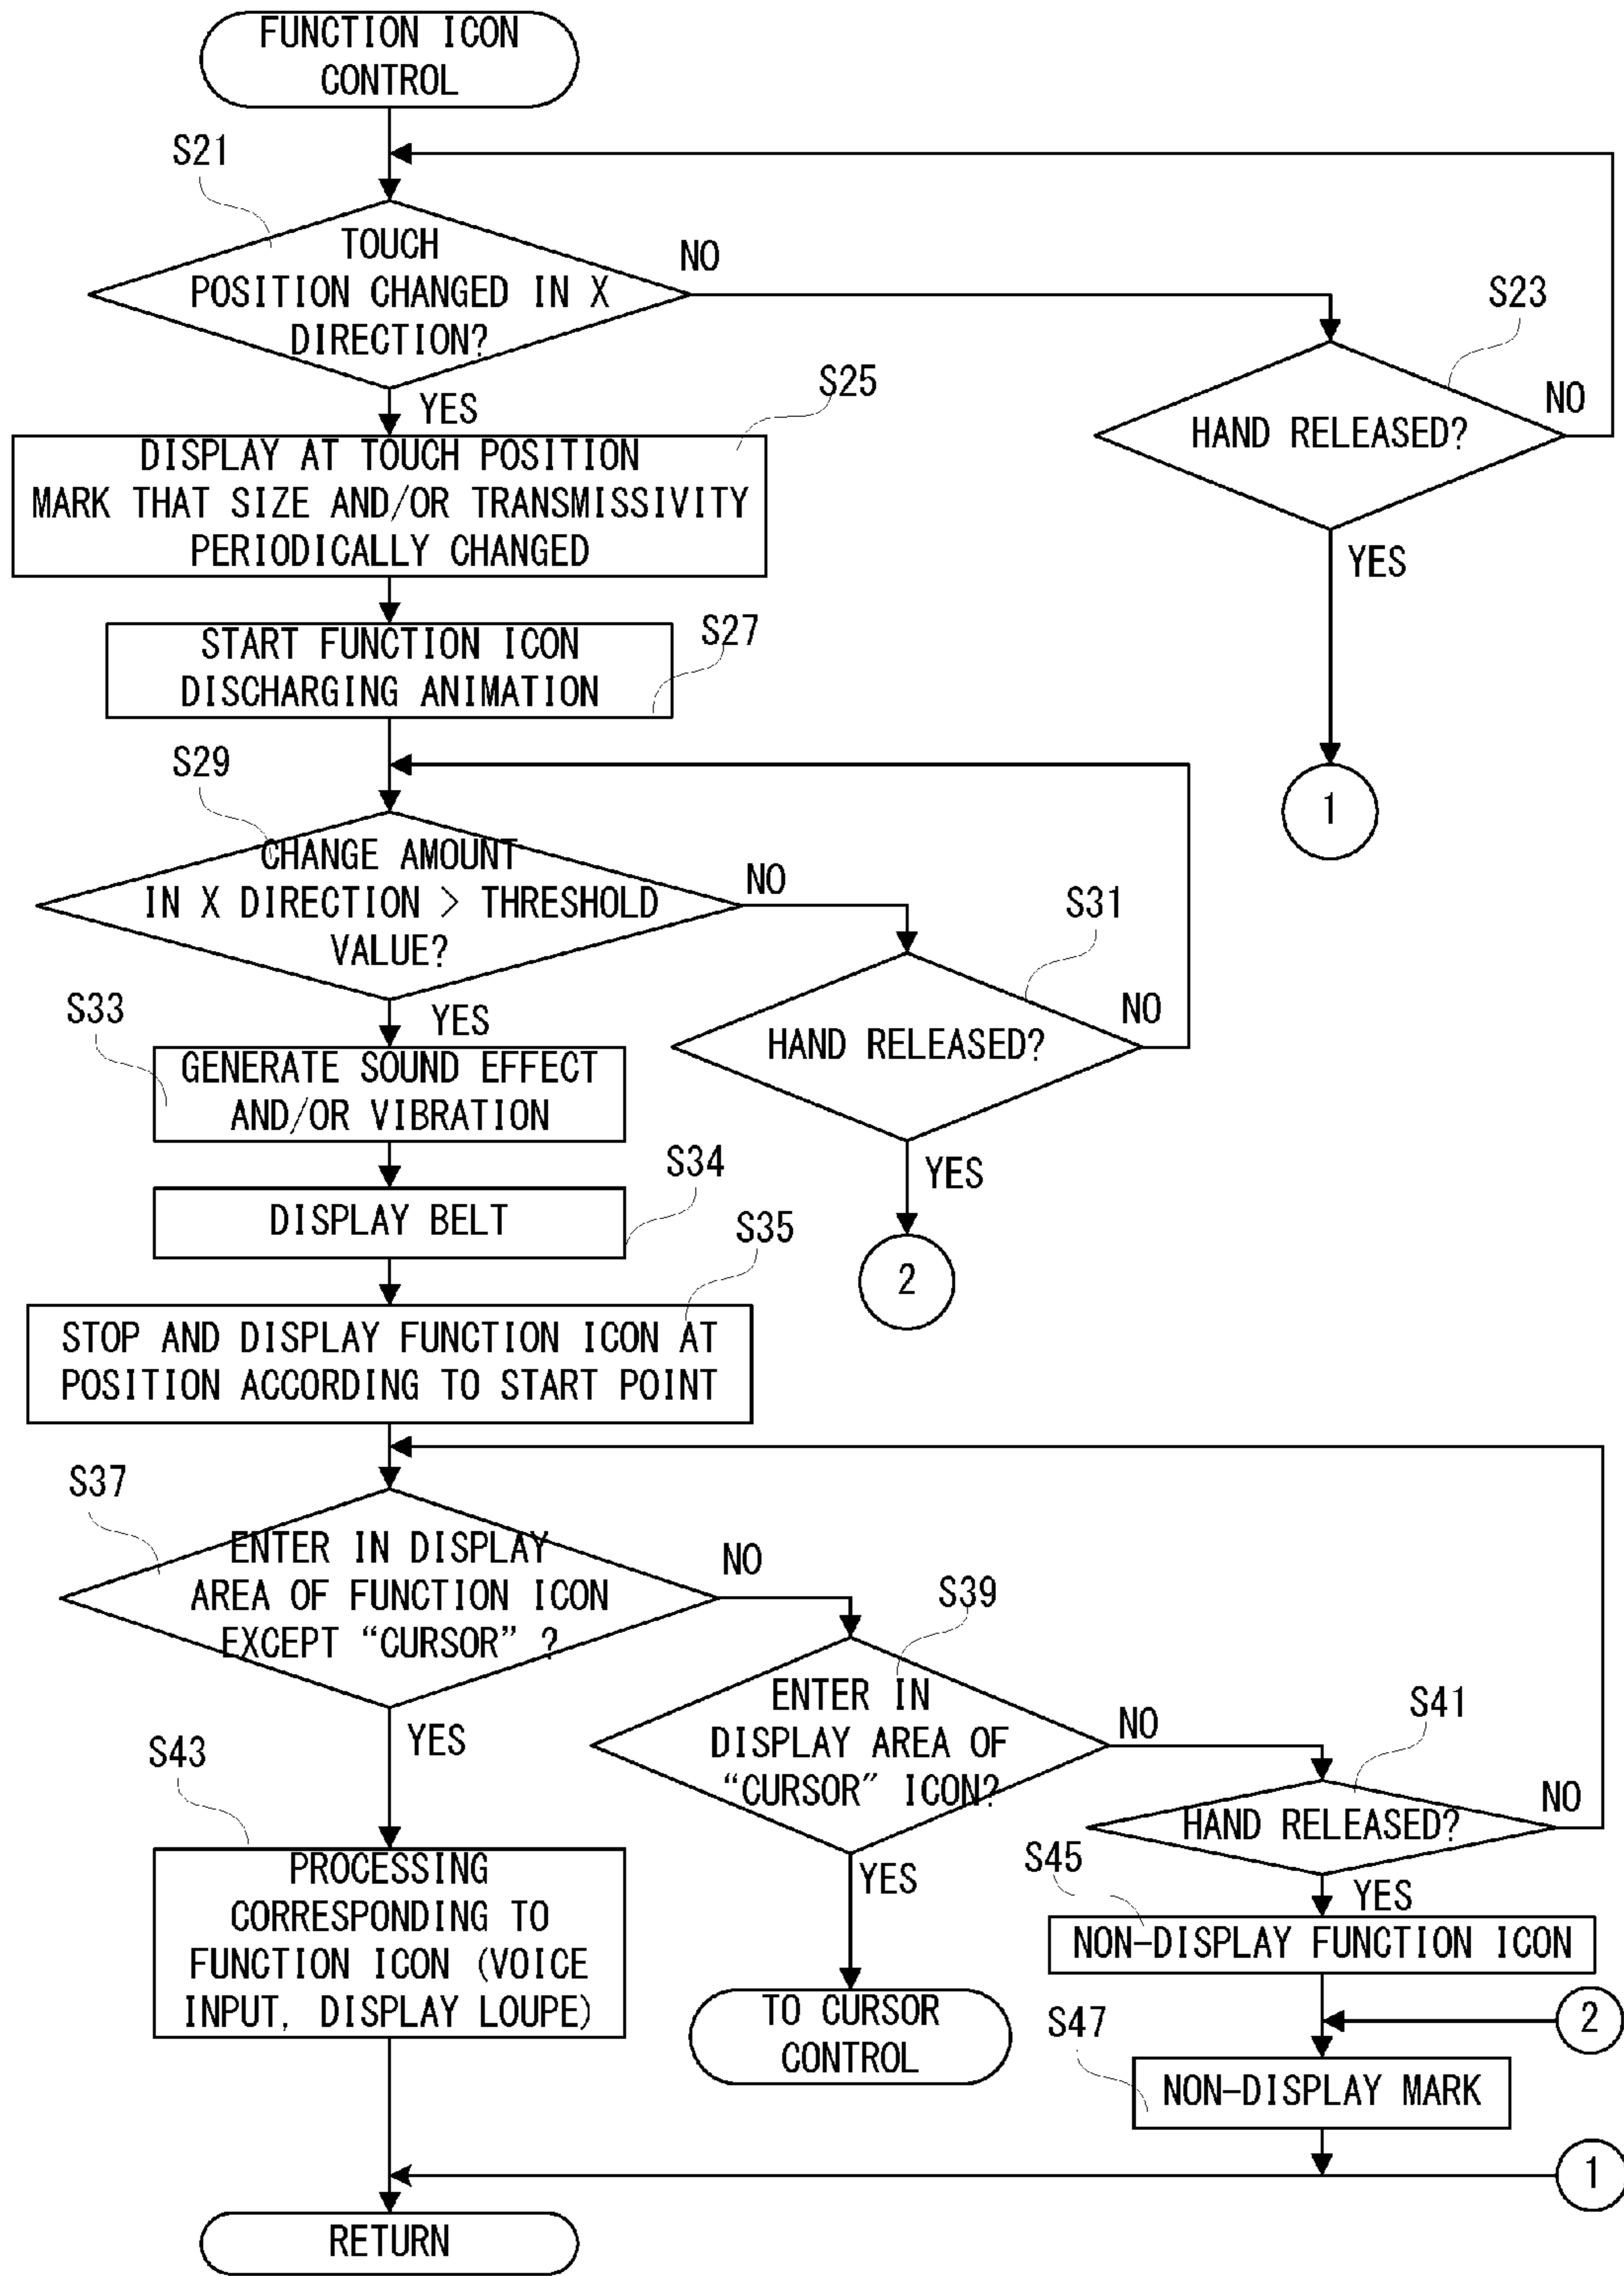 FUNCTION ICON
CONTROL
S21
TOUCH
POSITION CHANGED IN X
DIRECTION?
NO
YES
S23
HAND RELEASED?
NO
YES
1
S25
DISPLAY AT TOUCH POSITION
MARK THAT SIZE AND/OR TRANSMISSIVITY
PERIODICALLY CHANGED
S27
START FUNCTION ICON
DISCHARGING ANIMATION
S29
CHANGE AMOUNT
IN X DIRECTION > THRESHOLD
VALUE?
NO
YES
S31
HAND RELEASED?
NO
YES
2
S33
GENERATE SOUND EFFECT
AND/OR VIBRATION
S34
DISPLAY BELT
S35
STOP AND DISPLAY FUNCTION ICON AT
POSITION ACCORDING TO START POINT
S37
ENTER IN DISPLAY
AREA OF FUNCTION ICON
EXCEPT “CURSOR” ?
NO
YES
S39
ENTER IN
DISPLAY AREA OF
“CURSOR” ICON?
NO
YES
S41
HAND RELEASED?
NO
YES
S43
PROCESSING
CORRESPONDING TO
FUNCTION ICON (VOICE
INPUT, DISPLAY LOUPE)
TO CURSOR
CONTROL
S45
NON-DISPLAY FUNCTION ICON
2
S47
NON-DISPLAY MARK
1
RETURN